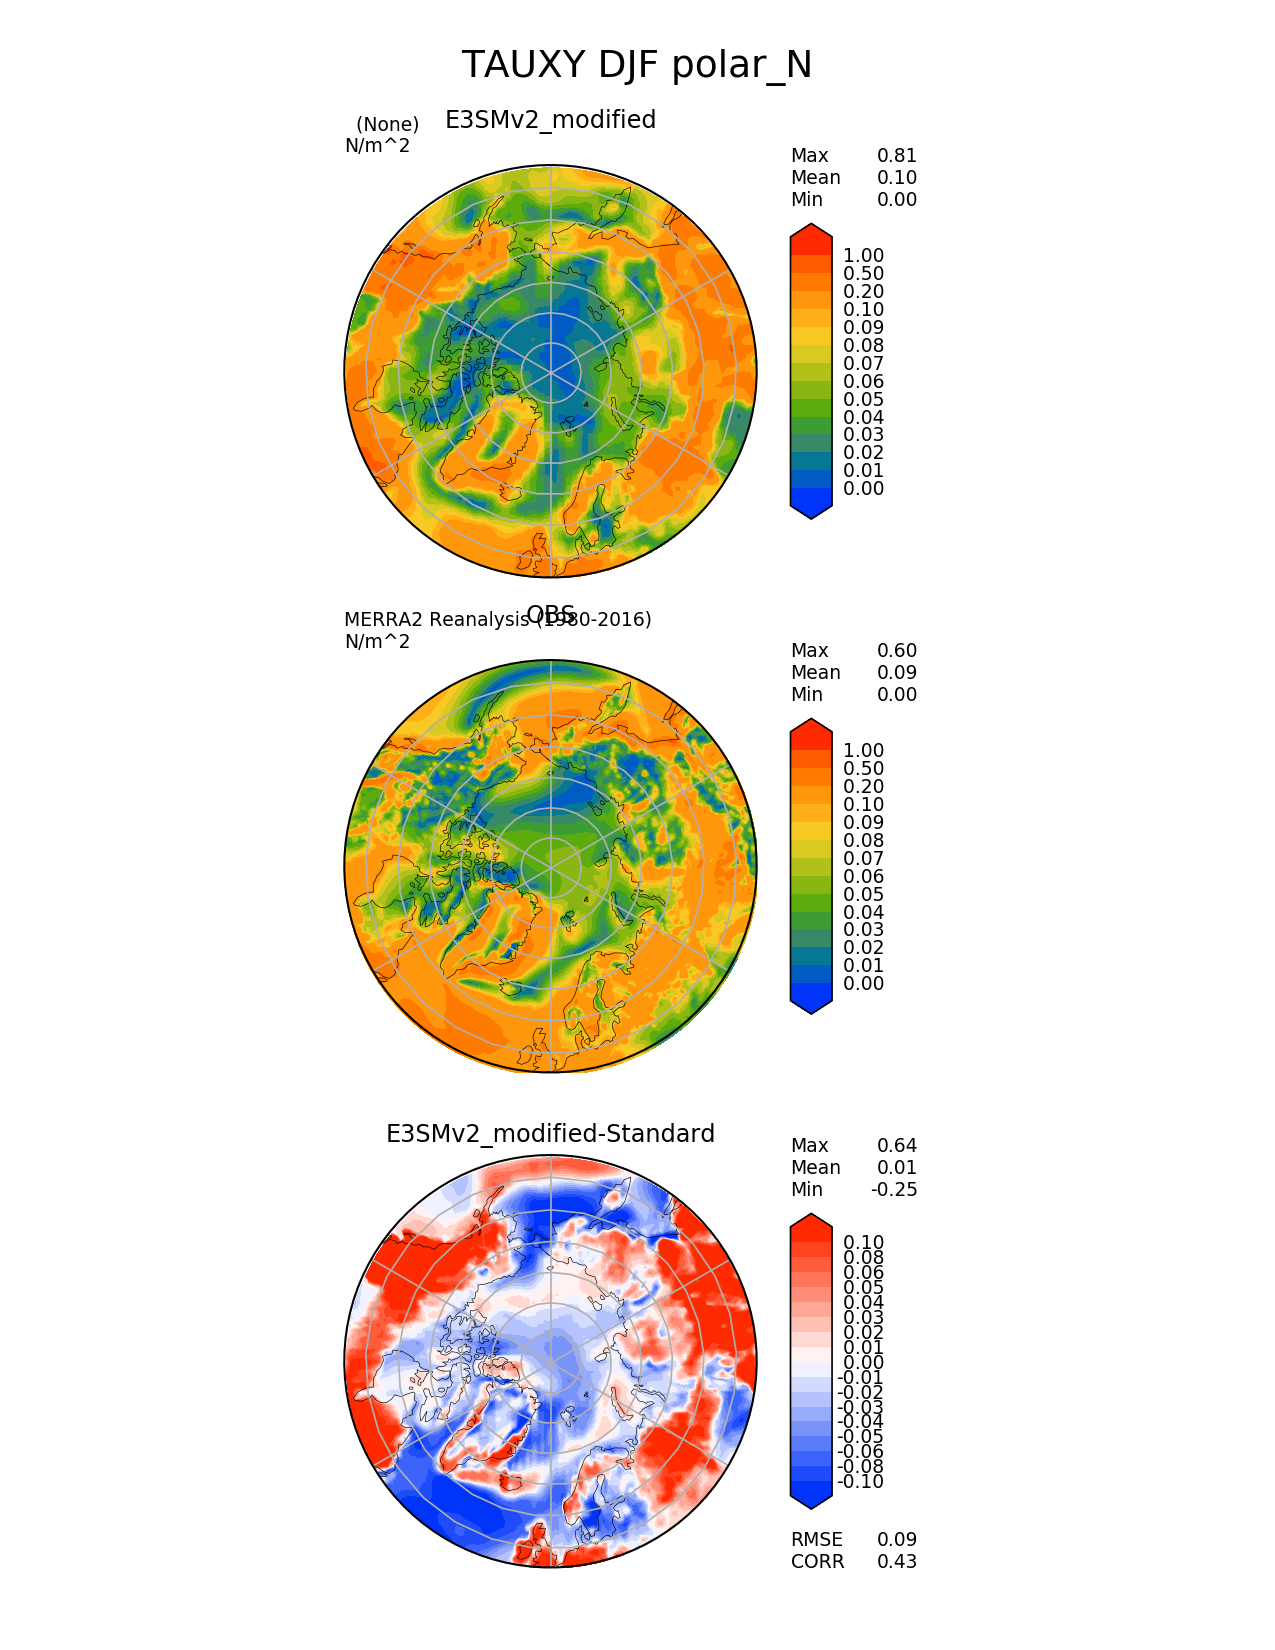 TAUXY DJF polar_N
E3SMv2_modified
(None)
N/m^2
Max 0.81
Mean 0.10
Min 0.00
1.00
0.50
0.20
0.10
0.09
0.08
0.07
0.06
0.05
0.04
0.03
0.02
0.01
0.00
OBS
MERRA2 Reanalysis (1980-2016)
N/m^2
Max 0.60
Mean 0.09
Min 0.00
1.00
0.50
0.20
0.10
0.09
0.08
0.07
0.06
0.05
0.04
0.03
0.02
0.01
0.00
E3SMv2_modified-Standard
Max 0.64
Mean 0.01
Min -0.25
0.10
0.08
0.06
0.05
0.04
0.03
0.02
0.01
0.00
-0.01
-0.02
-0.03
-0.04
-0.05
-0.06
-0.08
-0.10
RMSE 0.09
CORR 0.43